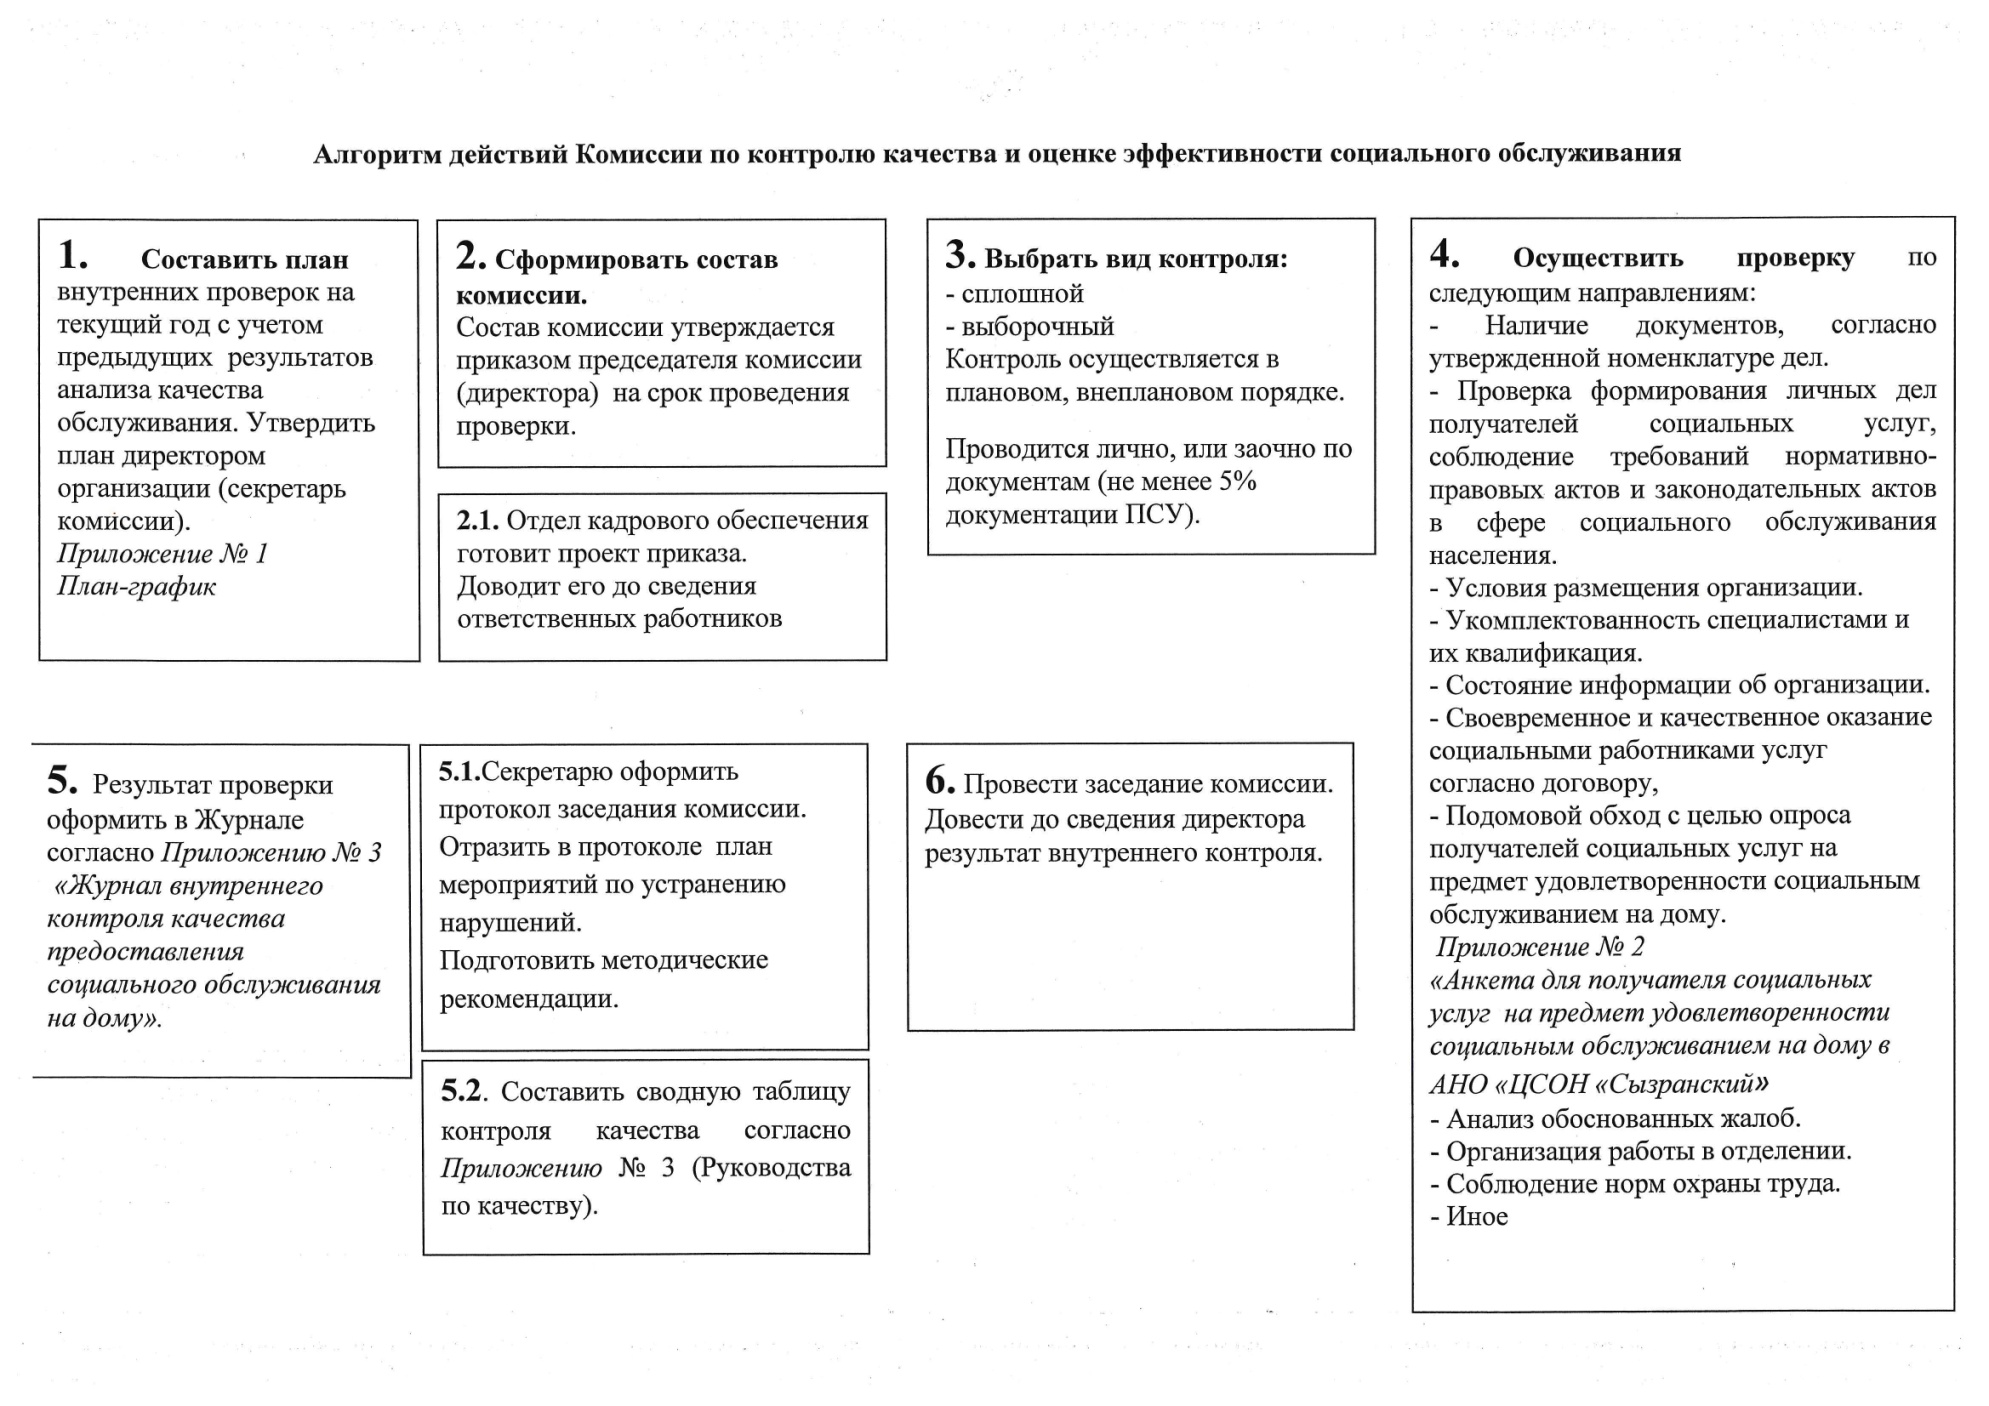 Алгоритм действий Комиссии по контролю качества и оценке эффективности социального обслуживания
1. Составить план
внутренних проверок на
текущий год с учетом
предыдущих результатов
анализа качества
обслуживания. Утвердить
план директором
организации (секретарь
комиссии).
Приложение № 1
План-график
2. Сформировать состав
комиссии.
Состав комиссии утверждается
приказом председателя комиссии
(директора) на срок проведения
проверки.
2.1. Отдел кадрового обеспечения
готовит проект приказа.
Доводит его до сведения
ответственных работников
3. Выбрать вид контроля:
- сплошной
- выборочный
Контроль осуществляется в
плановом, внеплановом порядке.
Проводится лично, или заочно по
документам (не менее 5%
документации ПСУ).
4. Осуществить проверку по
следующим направлениям:
- Наличие документов, согласно
утвержденной номенклатуре дел.
- Проверка формирования личных дел
получателей социальных услуг,
соблюдение требований нормативно-
правовых актов и законодательных актов
в сфере социального обслуживания
населения.
- Условия размещения организации.
- Укомплектованность специалистами и
их квалификация.
- Состояние информации об организации.
- Своевременное и качественное оказание
социальными работниками услуг
согласно договору,
- Подомовой обход с целью опроса
получателей социальных услуг на
предмет удовлетворенности социальным
обслуживанием на дому.
Приложение № 2
«Анкета для получателя социальных
услуг на предмет удовлетворенности
социальным обслуживанием на дому в
АНО «ЦСОН «Сызранский»
- Анализ обоснованных жалоб.
- Организация работы в отделении.
- Соблюдение норм охраны труда.
- Иное
5. Результат проверки
оформить в Журнале
согласно Приложению № 3
«Журнал внутреннего
контроля качества
предоставления
социального обслуживания
на дому».
5.1.Секретарю оформить
протокол заседания комиссии.
Отразить в протоколе план
мероприятий по устранению
нарушений.
Подготовить методические
рекомендации.
5.2. Составить сводную таблицу
контроля качества согласно
Приложению № 3 (Руководства
по качеству).
6. Провести заседание комиссии.
Довести до сведения директора
результат внутреннего контроля.